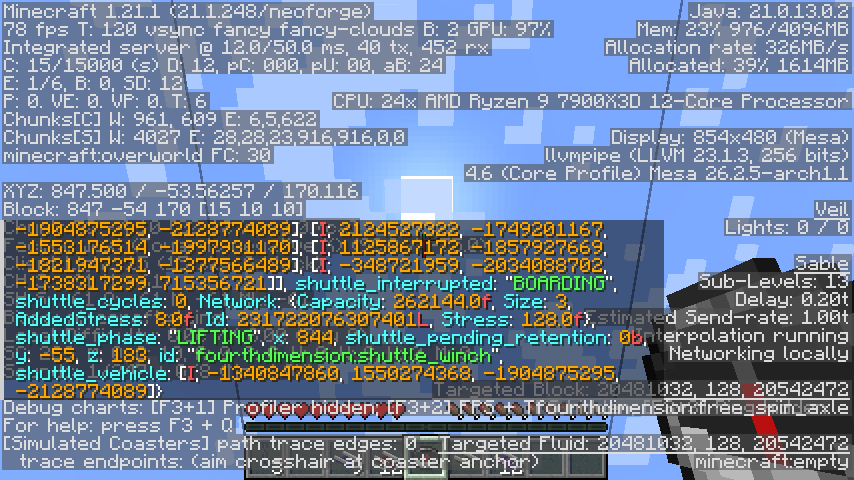 Minecraft 1.21.1 (21.1.248/neoforge)
78 fps T: 120 vsync fancy fancy-clouds B: 2 GPU: 97%
Integrated server @ 12.0/50.0 ms, 40 tx, 452 rx
C: 15/15000 (s) D: 12, pC: 000, pU: 00, aB: 24
E: 1/6, B: 0, SD: 12
P: 0. VE: 0. VP: 0. T: 6
Chunks[C] W: 961, 609 E: 6,5,622
Chunks[S] W: 4027 E: 28,28,23,916,916,0,0
minecraft:overworld FC: 30
XYZ: 847.500 / -53.56257 / 170.116
Block: 847 -54 170 [15 10 10]
Java: 21.0.13.0.2
Mem: 23% 976/4096MB
Allocation rate: 326MB/s
Allocated: 39% 1614MB
CPU: 24x AMD Ryzen 9 7900X3D 12-Core Processor
Display: 854x480 (Mesa)
llvmpipe (LLVM 23.1.3, 256 bits)
4.6 (Core Profile) Mesa 26.2.5-arch1.1
Veil
Lights: 0 / 0
Sable
Sub-Levels: 13
Delay: 0.20t
Estimated Send-rate: 1.00t
Interpolation running
Networking locally
-1904875295, -2128774089], [I; 2124527322, -1749201167,
-1553176514, -1997931170], [I; 1125867172, -1857927669,
-1821947371, -1377566489], [I; -348721959, -2034088702,
-1738317299, 715356721]], shuttle_interrupted: "BOARDING",
shuttle_cycles: 0, Network: {Capacity: 262144.0f, Size: 3,
AddedStress: 8.0f, Id: 231722076307401L, Stress: 128.0f},
shuttle_phase: "LIFTING", x: 844, shuttle_pending_retention: 0b,
y: -55, z: 183, id: "fourthdimension:shuttle_winch",
shuttle_vehicle: [I; -1340847860, 1550274368, -1904875295,
-2128774089]}
Targeted Block: 20481032, 128, 20542472
fourthdimension:free_spin_axle
Debug charts: [F3+1] Profiler hidden [F3+2]
For help: press F3 + Q
[Simulated Coasters] path trace edges: 0
trace endpoints: (aim crosshair at coaster anchor)
Targeted Fluid: 20481032, 128, 20542472
minecraft:empty